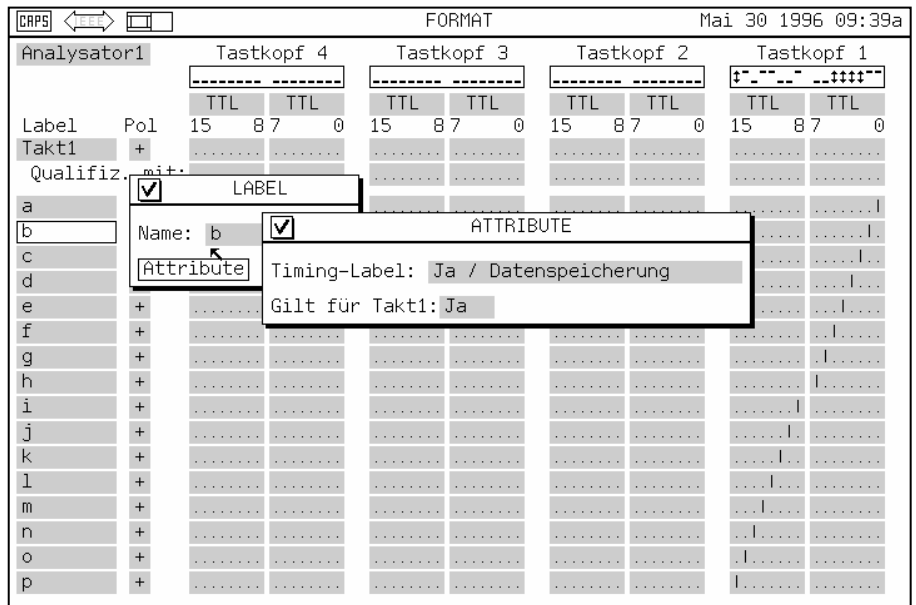 CAPS IEEE FORMAT Mai 30 1996 09:39a
Analysator1 Tastkopf 4 Tastkopf 3 Tastkopf 2 Tastkopf 1
TTL TTL TTL TTL TTL TTL TTL TTL
Label Pol 15 8 7 0 15 8 7 0 15 8 7 0 15 8 7 0
Takt1 +
Qualifiz. mit:
LABEL
Name: b
Attribute
ATTRIBUTE
Timing-Label: Ja / Datenspeicherung
Gilt für Takt1: Ja
a
b
c
d
e +
f +
g +
h +
i +
j +
k +
l +
m +
n +
o +
p +